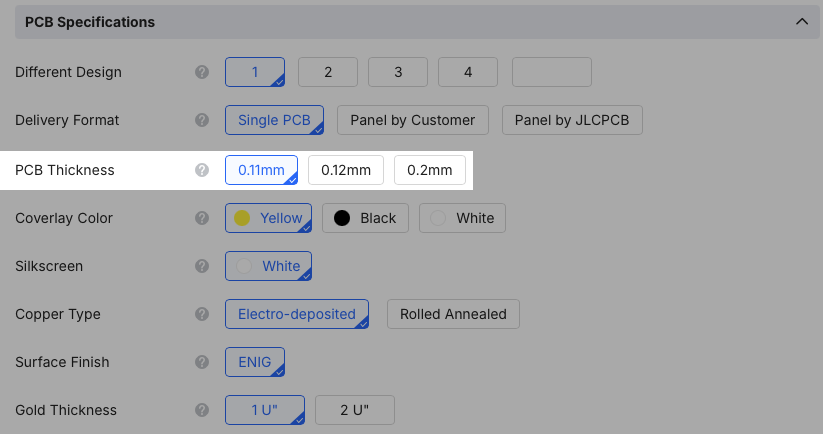 PCB Specifications
Different Design ? 1 2 3 4
Delivery Format ? Single PCB Panel by Customer Panel by JLCPCB
PCB Thickness ? 0.11mm 0.12mm 0.2mm
Coverlay Color ? Yellow Black White
Silkscreen ? White
Copper Type ? Electro-deposited Rolled Annealed
Surface Finish ? ENIG
Gold Thickness ? 1 U" 2 U"